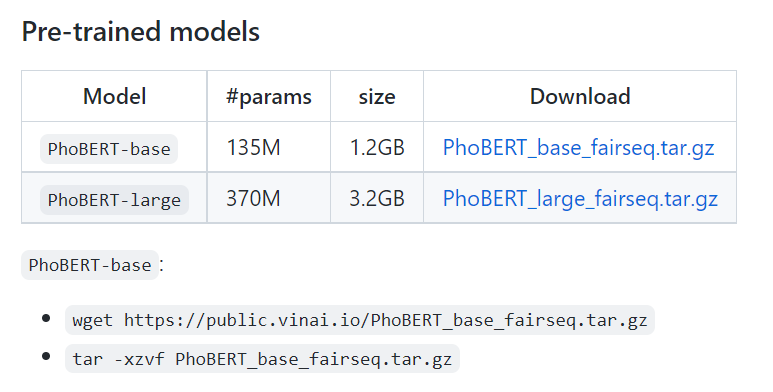 Pre-trained models
Model #params size Download
PhoBERT-base 135M 1.2GB PhoBERT_base_fairseq.tar.gz
PhoBERT-large 370M 3.2GB PhoBERT_large_fairseq.tar.gz
PhoBERT-base:
wget https://public.vinai.io/PhoBERT_base_fairseq.tar.gz
tar -xzvf PhoBERT_base_fairseq.tar.gz